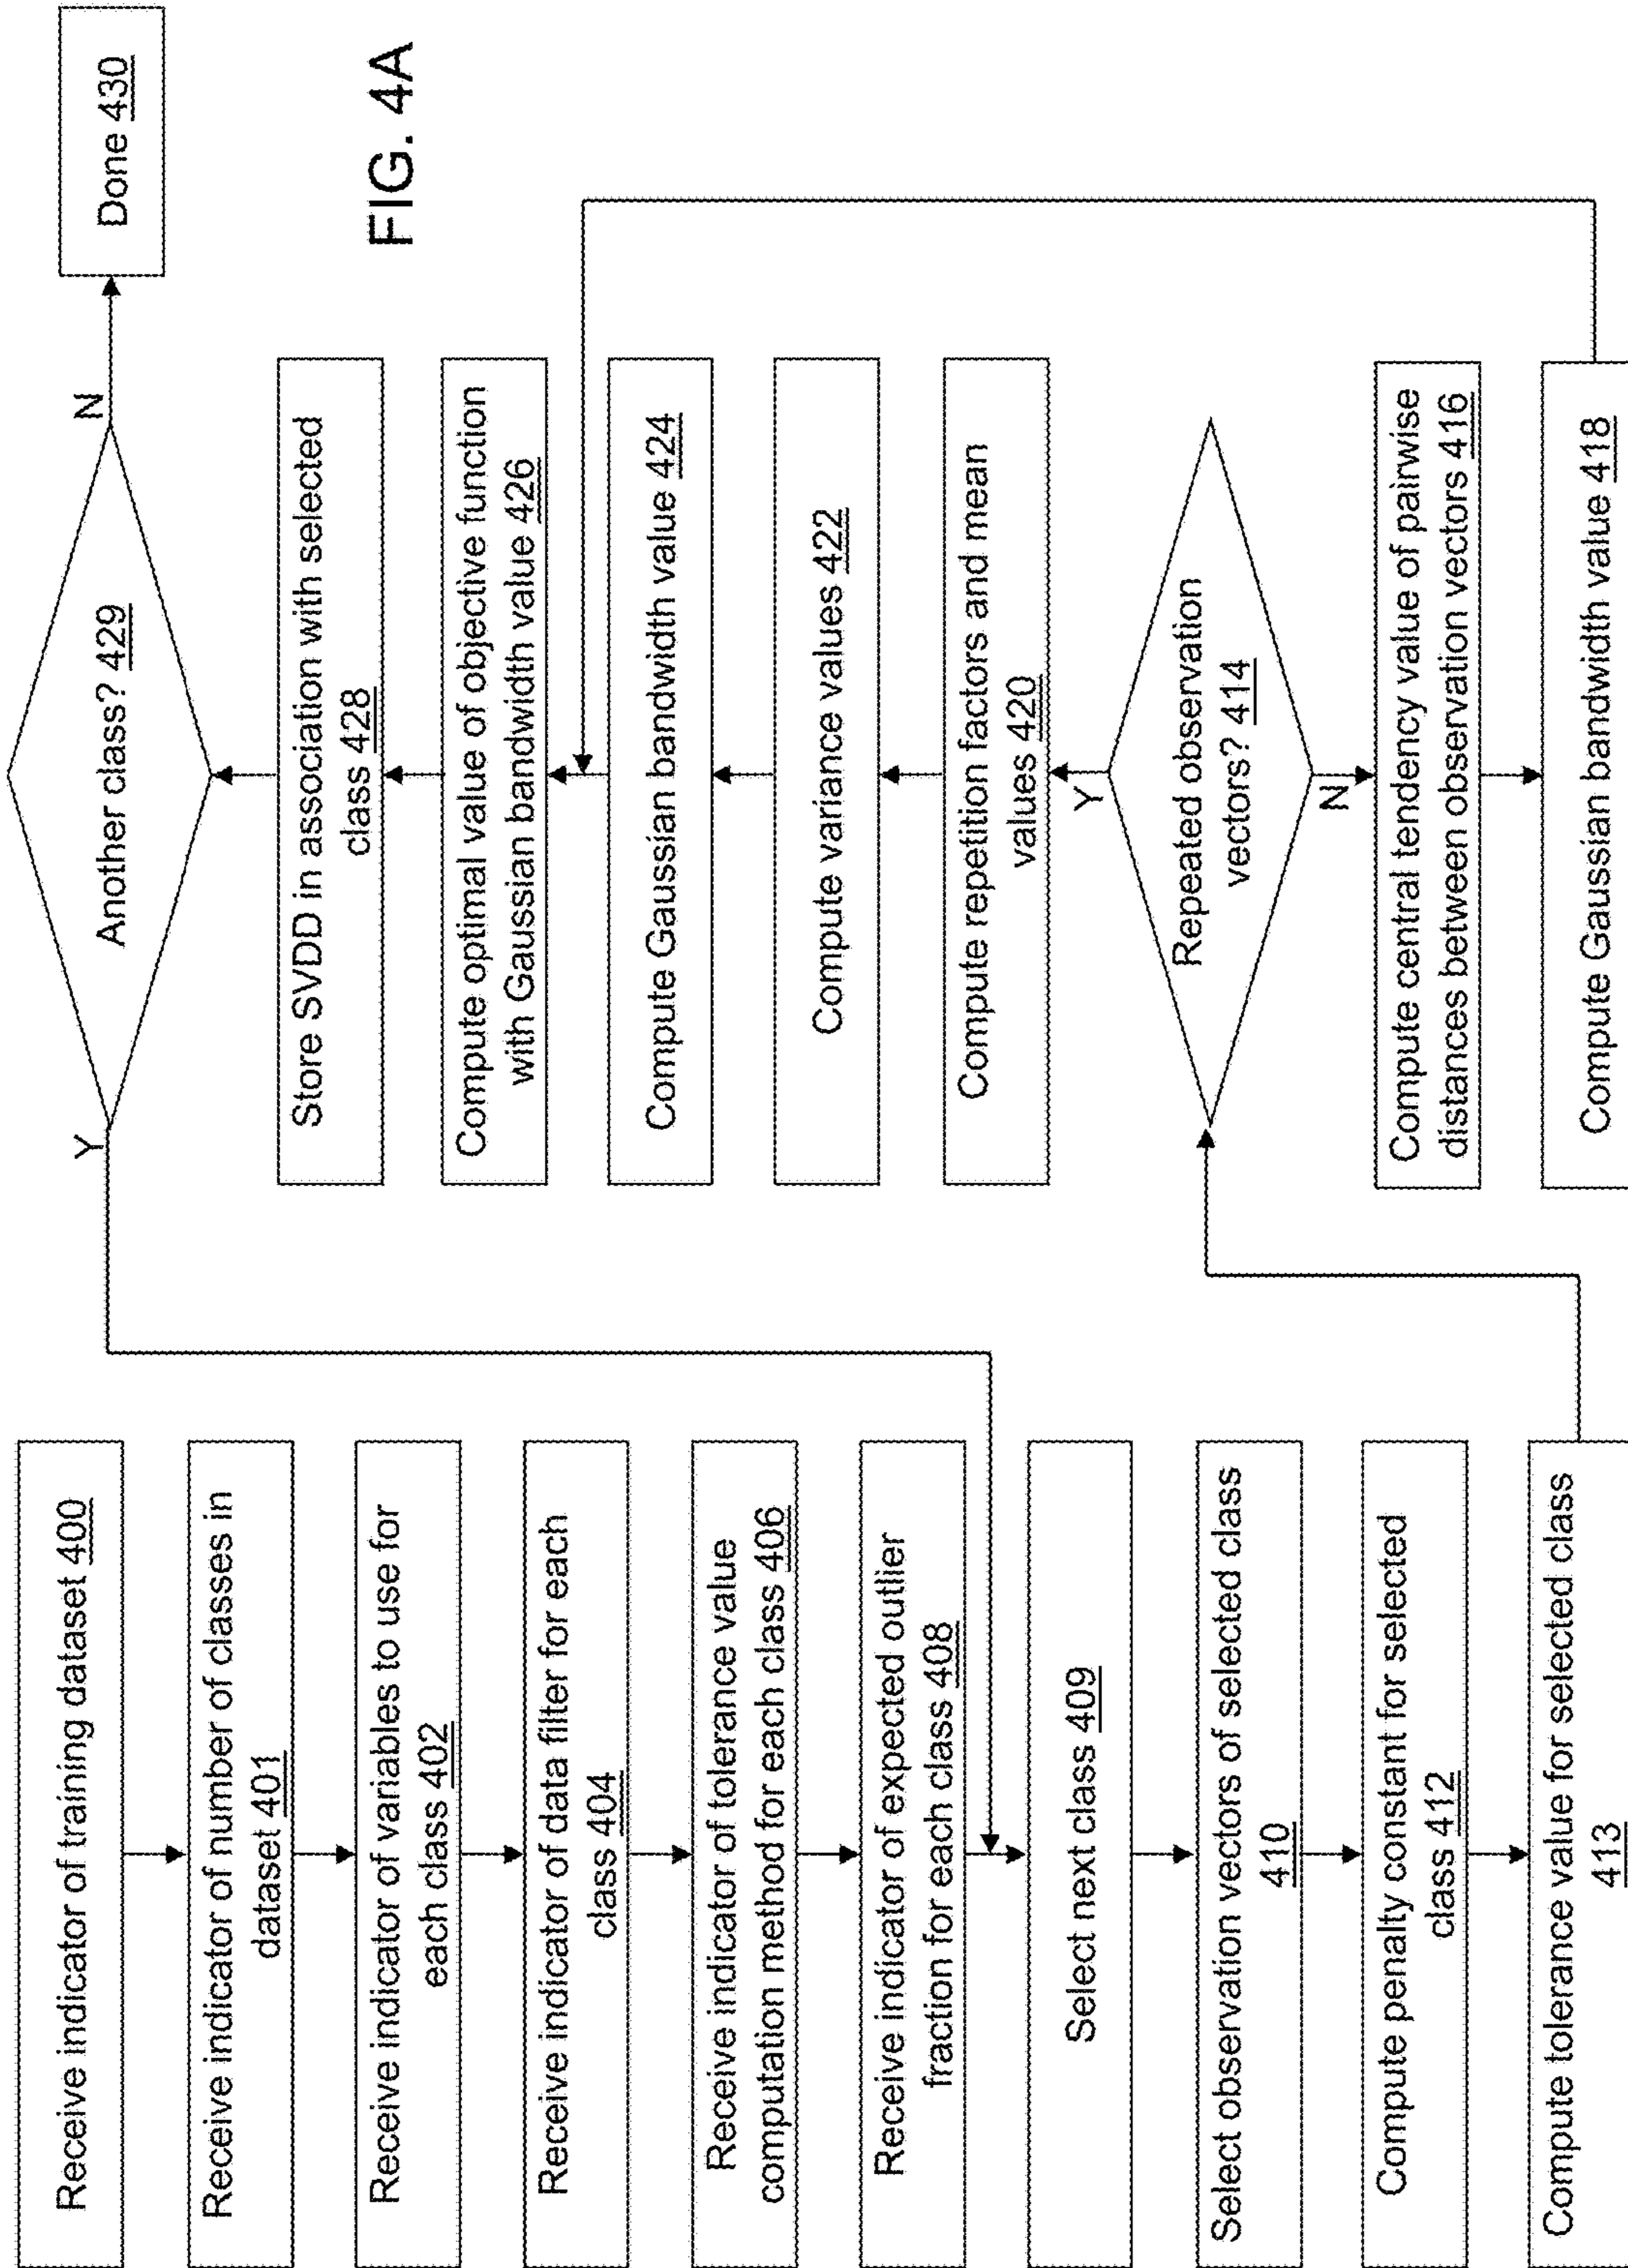 Receive indicator of training dataset 400
Receive indicator of number of classes in
dataset 401
Receive indicator of variables to use for
each class 402
Receive indicator of data filter for each
class 404
Receive indicator of tolerance value
computation method for each class 406
Receive indicator of expected outlier
fraction for each class 408
Select next class 409
Select observation vectors of selected class
410
Compute penalty constant for selected
class 412
Compute tolerance value for selected class
413
Y
Another class? 429
N
Done 430
Store SVDD in association with selected
class 428
Compute optimal value of objective function
with Gaussian bandwidth value 426
Compute Gaussian bandwidth value 424
Compute variance values 422
Compute repetition factors and mean
values 420
Y
Repeated observation
vectors? 414
N
Compute central tendency value of pairwise
distances between observation vectors 416
Compute Gaussian bandwidth value 418
FIG. 4A